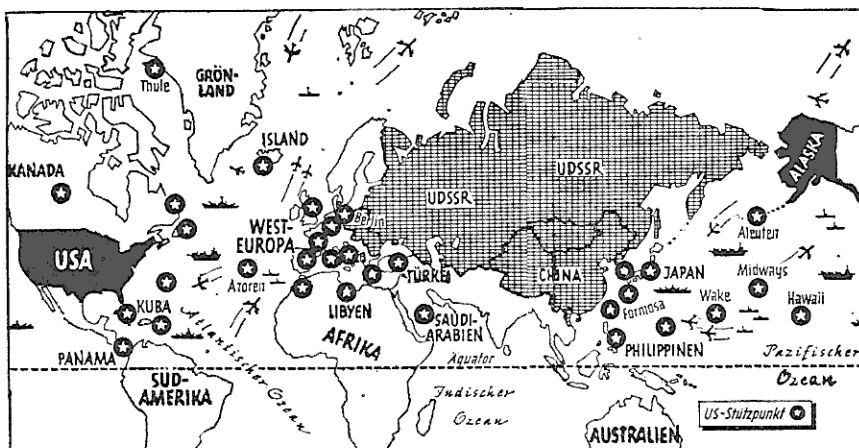 Thule
GRÖN-
LAND
ISLAND
KANADA
USA
WEST-
EUROPA
Berlin
UDSSR
UDSSR
ALASKA
Aleuten
CHINA
Azoren
TÜRKEI
LIBYEN
SAUDI-
ARABIEN
JAPAN
Formosa
Midways
Wake
Hawaii
KUBA
PANAMA
AFRIKA
PHILIPPINEN
Atlantischer Ozean
Äquator
SÜD-
AMERIKA
Indischer
Ozean
Pazifischer
Ozean
AUSTRALIEN
US-Stützpunkt